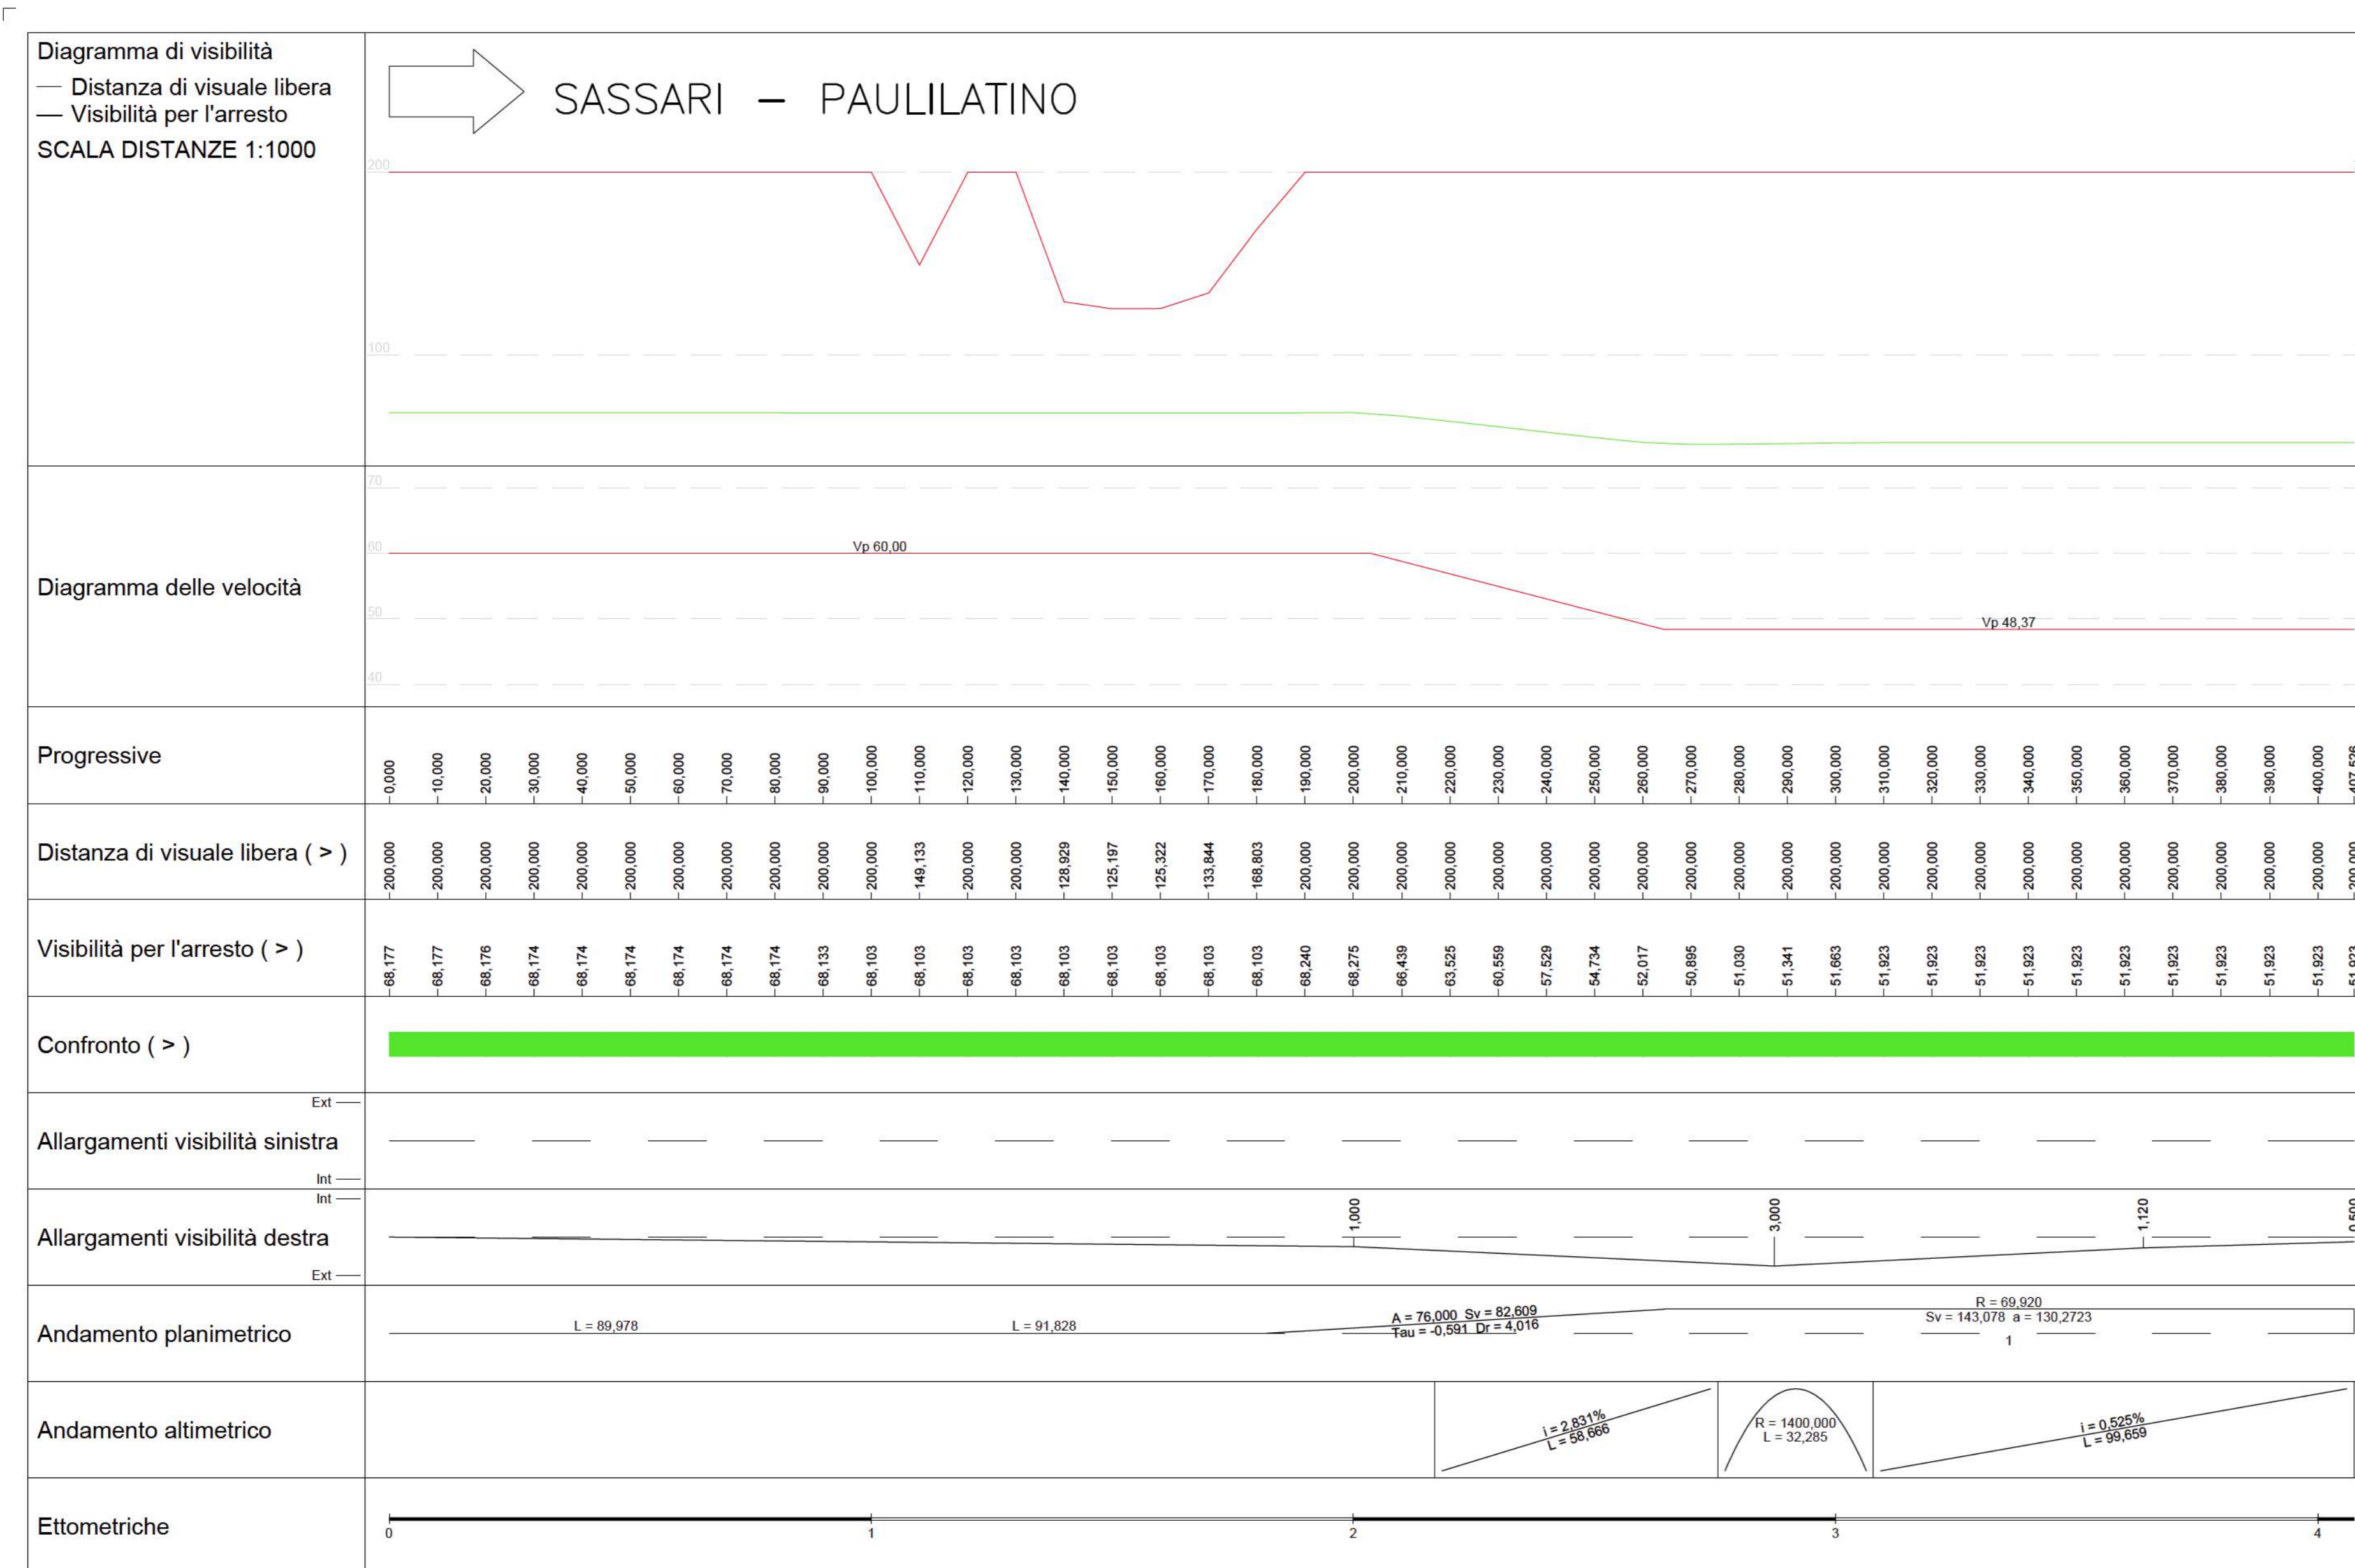 Diagramma di visibilità
Distanza di visuale libera
Visibilità per l'arresto
SCALA DISTANZE 1:1000
SASSARI – PAULILATINO
200
100
Diagramma delle velocità
70
60
50
40
Vp 60,00
Vp 48,37
Progressive
0,000 10,000 20,000 30,000 40,000 50,000 60,000 70,000 80,000 90,000 100,000 110,000 120,000 130,000 140,000 150,000 160,000 170,000 180,000 190,000 200,000 210,000 220,000 230,000 240,000 250,000 260,000 270,000 280,000 290,000 300,000 310,000 320,000 330,000 340,000 350,000 360,000 370,000 380,000 390,000 400,000 407,526
Distanza di visuale libera ( > )
200,000 200,000 200,000 200,000 200,000 200,000 200,000 200,000 200,000 200,000 200,000 149,133 200,000 200,000 128,929 125,197 125,322 133,844 168,803 200,000 200,000 200,000 200,000 200,000 200,000 200,000 200,000 200,000 200,000 200,000 200,000 200,000 200,000 200,000 200,000 200,000 200,000 200,000 200,000 200,000 200,000 200,000
Visibilità per l'arresto ( > )
68,177 68,177 68,176 68,174 68,174 68,174 68,174 68,174 68,174 68,133 68,103 68,103 68,103 68,103 68,103 68,103 68,103 68,103 68,103 68,240 68,275 66,439 63,525 60,559 57,529 54,734 52,017 50,895 51,030 51,341 51,663 51,923 51,923 51,923 51,923 51,923 51,923 51,923 51,923 51,923 51,923 51,923
Confronto ( > )
Ext
Allargamenti visibilità sinistra
Int
Int
Allargamenti visibilità destra
Ext
1,000 3,000 1,120 0,500
Andamento planimetrico
L = 89,978
L = 91,828
A = 76,000 Sv = 82,609
Tau = -0,591 Dr = 4,016
R = 69,920
Sv = 143,078 a = 130,2723
1
Andamento altimetrico
i = 2,831%
L = 58,666
R = 1400,000
L = 32,285
i = 0,525%
L = 99,659
Ettometriche
0 1 2 3 4